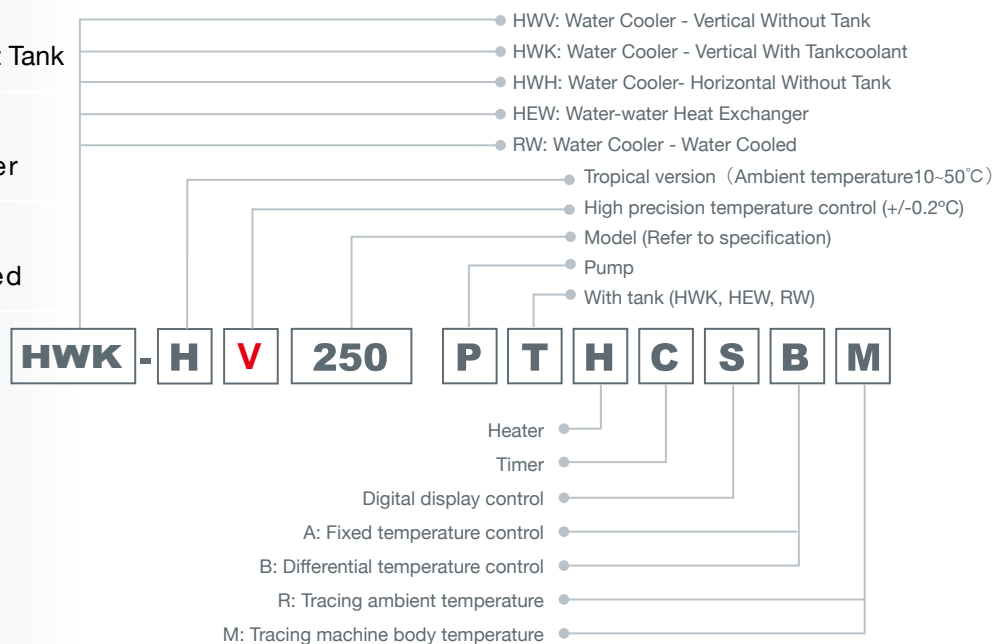 HWV: Water Cooler - Vertical Without Tank
Tank
HWK: Water Cooler - Vertical With Tankcoolant
HWH: Water Cooler- Horizontal Without Tank
HEW: Water-water Heat Exchanger
RW: Water Cooler - Water Cooled
Tropical version（Ambient temperature10~50℃）
High precision temperature control (+/-0.2ºC)
Model (Refer to specification)
Pump
With tank (HWK, HEW, RW)
HWK - H V 250 P T H C S B M
Heater
Timer
Digital display control
A: Fixed temperature control
B: Differential temperature control
R: Tracing ambient temperature
M: Tracing machine body temperature